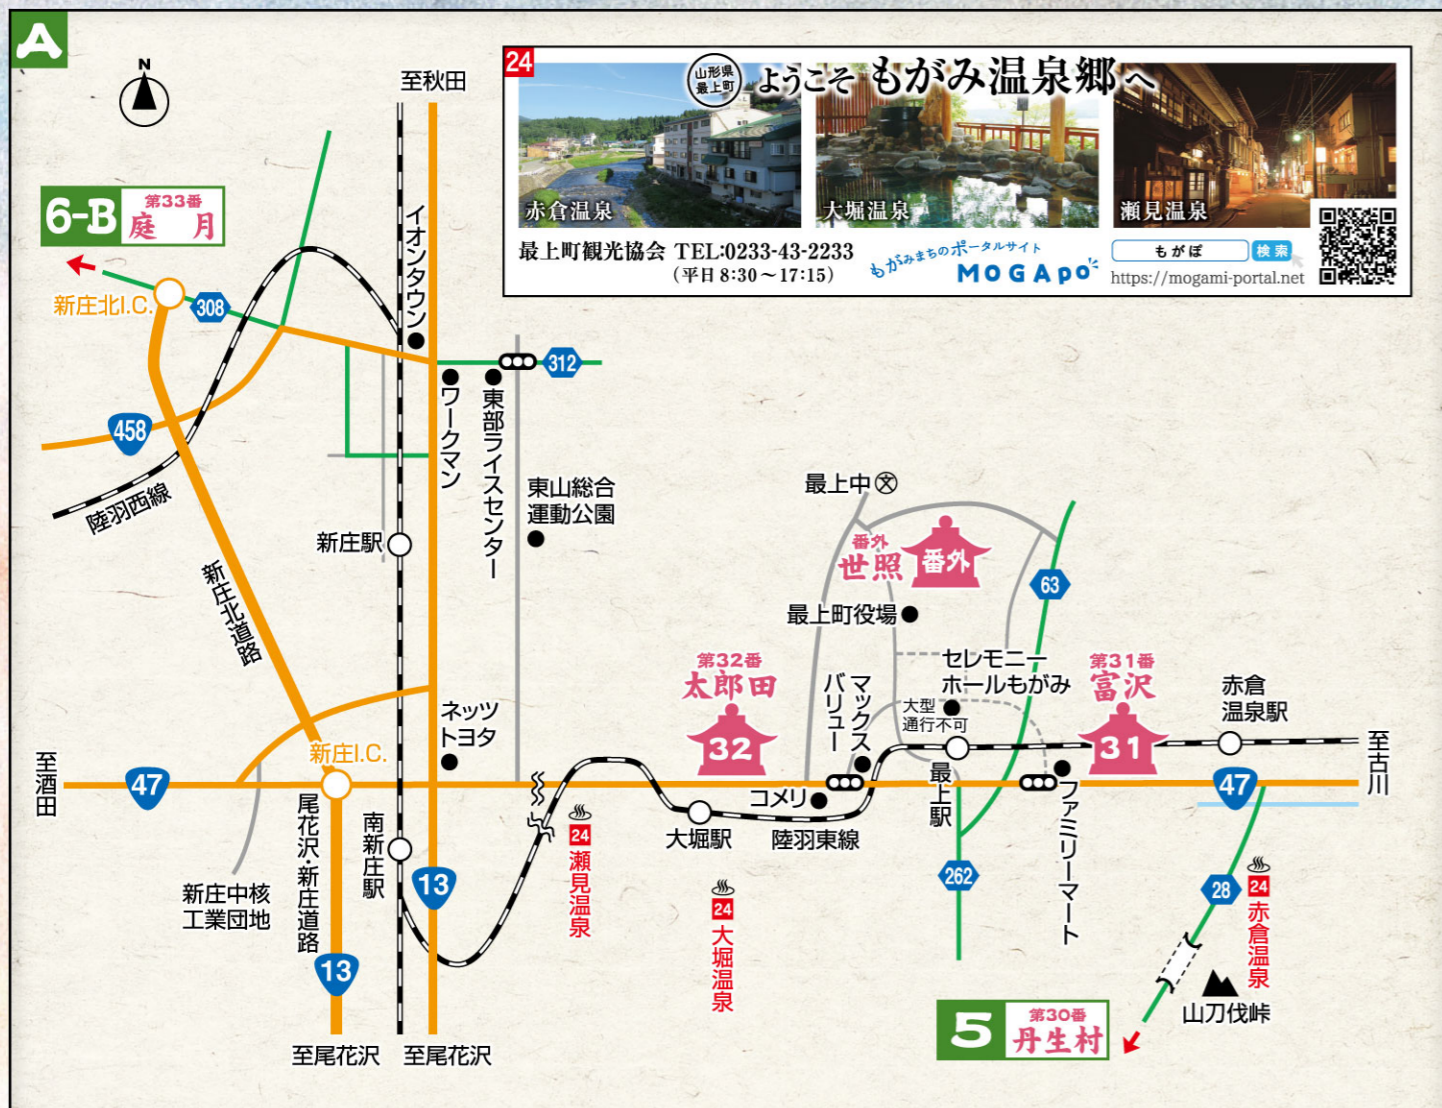 A
N
24
山形県
最上町
ようこそ もがみ温泉郷へ
赤倉温泉
大堀温泉
瀬見温泉
最上町観光協会 TEL:0233-43-2233
(平日 8:30～17:15)
もがみまちのポータルサイト
MOGAPO
もがぽ 検索
https://mogami-portal.net
至秋田
6-B
第33番
庭月
新庄北I.C.
308
イオンタウン
312
458
陸羽西線
ワークマン
東部ライスセンター
東山総合
運動公園
新庄駅
新庄北道路
最上中 文
番外
世照
番外
63
最上町役場
第32番
太郎田
32
マックス
バリュー
セレモニー
ホールもがみ
大型
通行不可
第31番
富沢
31
赤倉
温泉駅
ネッツ
トヨタ
新庄I.C.
至酒田
47
至古川
47
コメリ
最上駅
ファミリーマート
大堀駅
陸羽東線
尾花沢・新庄道路
南新庄駅
13
24
瀬見温泉
新庄中核
工業団地
262
28
24
赤倉温泉
24
大堀温泉
13
山刀伐峠
5
第30番
丹生村
至尾花沢
至尾花沢